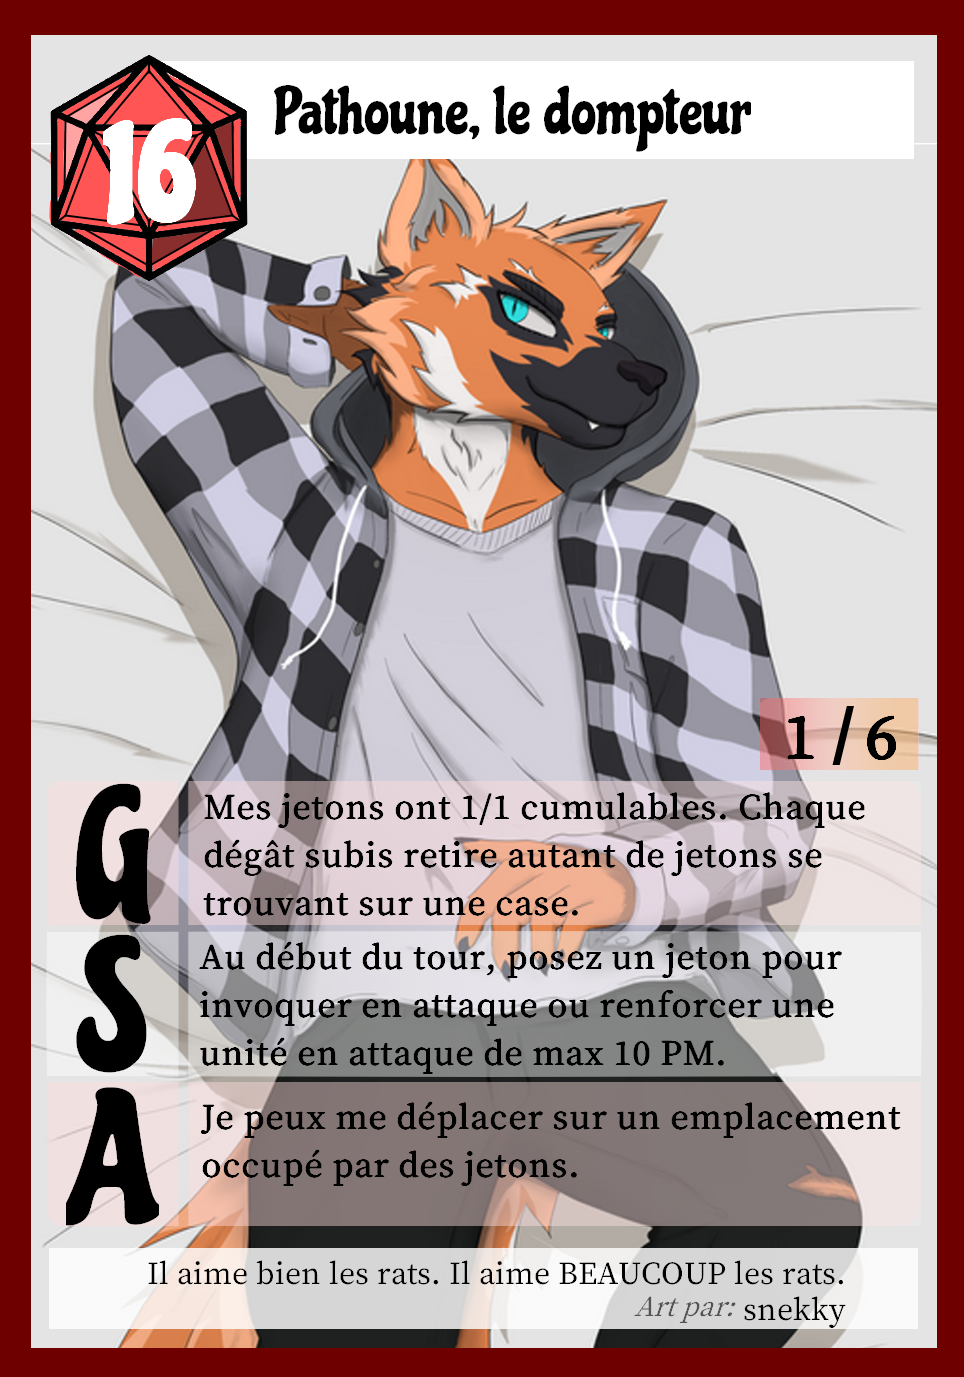 16
Pathoune, le dompteur
1 / 6
G
Mes jetons ont 1/1 cumulables. Chaque
dégât subis retire autant de jetons se
trouvant sur une case.
S
Au début du tour, posez un jeton pour
invoquer en attaque ou renforcer une
unité en attaque de max 10 PM.
A
Je peux me déplacer sur un emplacement
occupé par des jetons.
Il aime bien les rats. Il aime BEAUCOUP les rats.
Art par: snekky